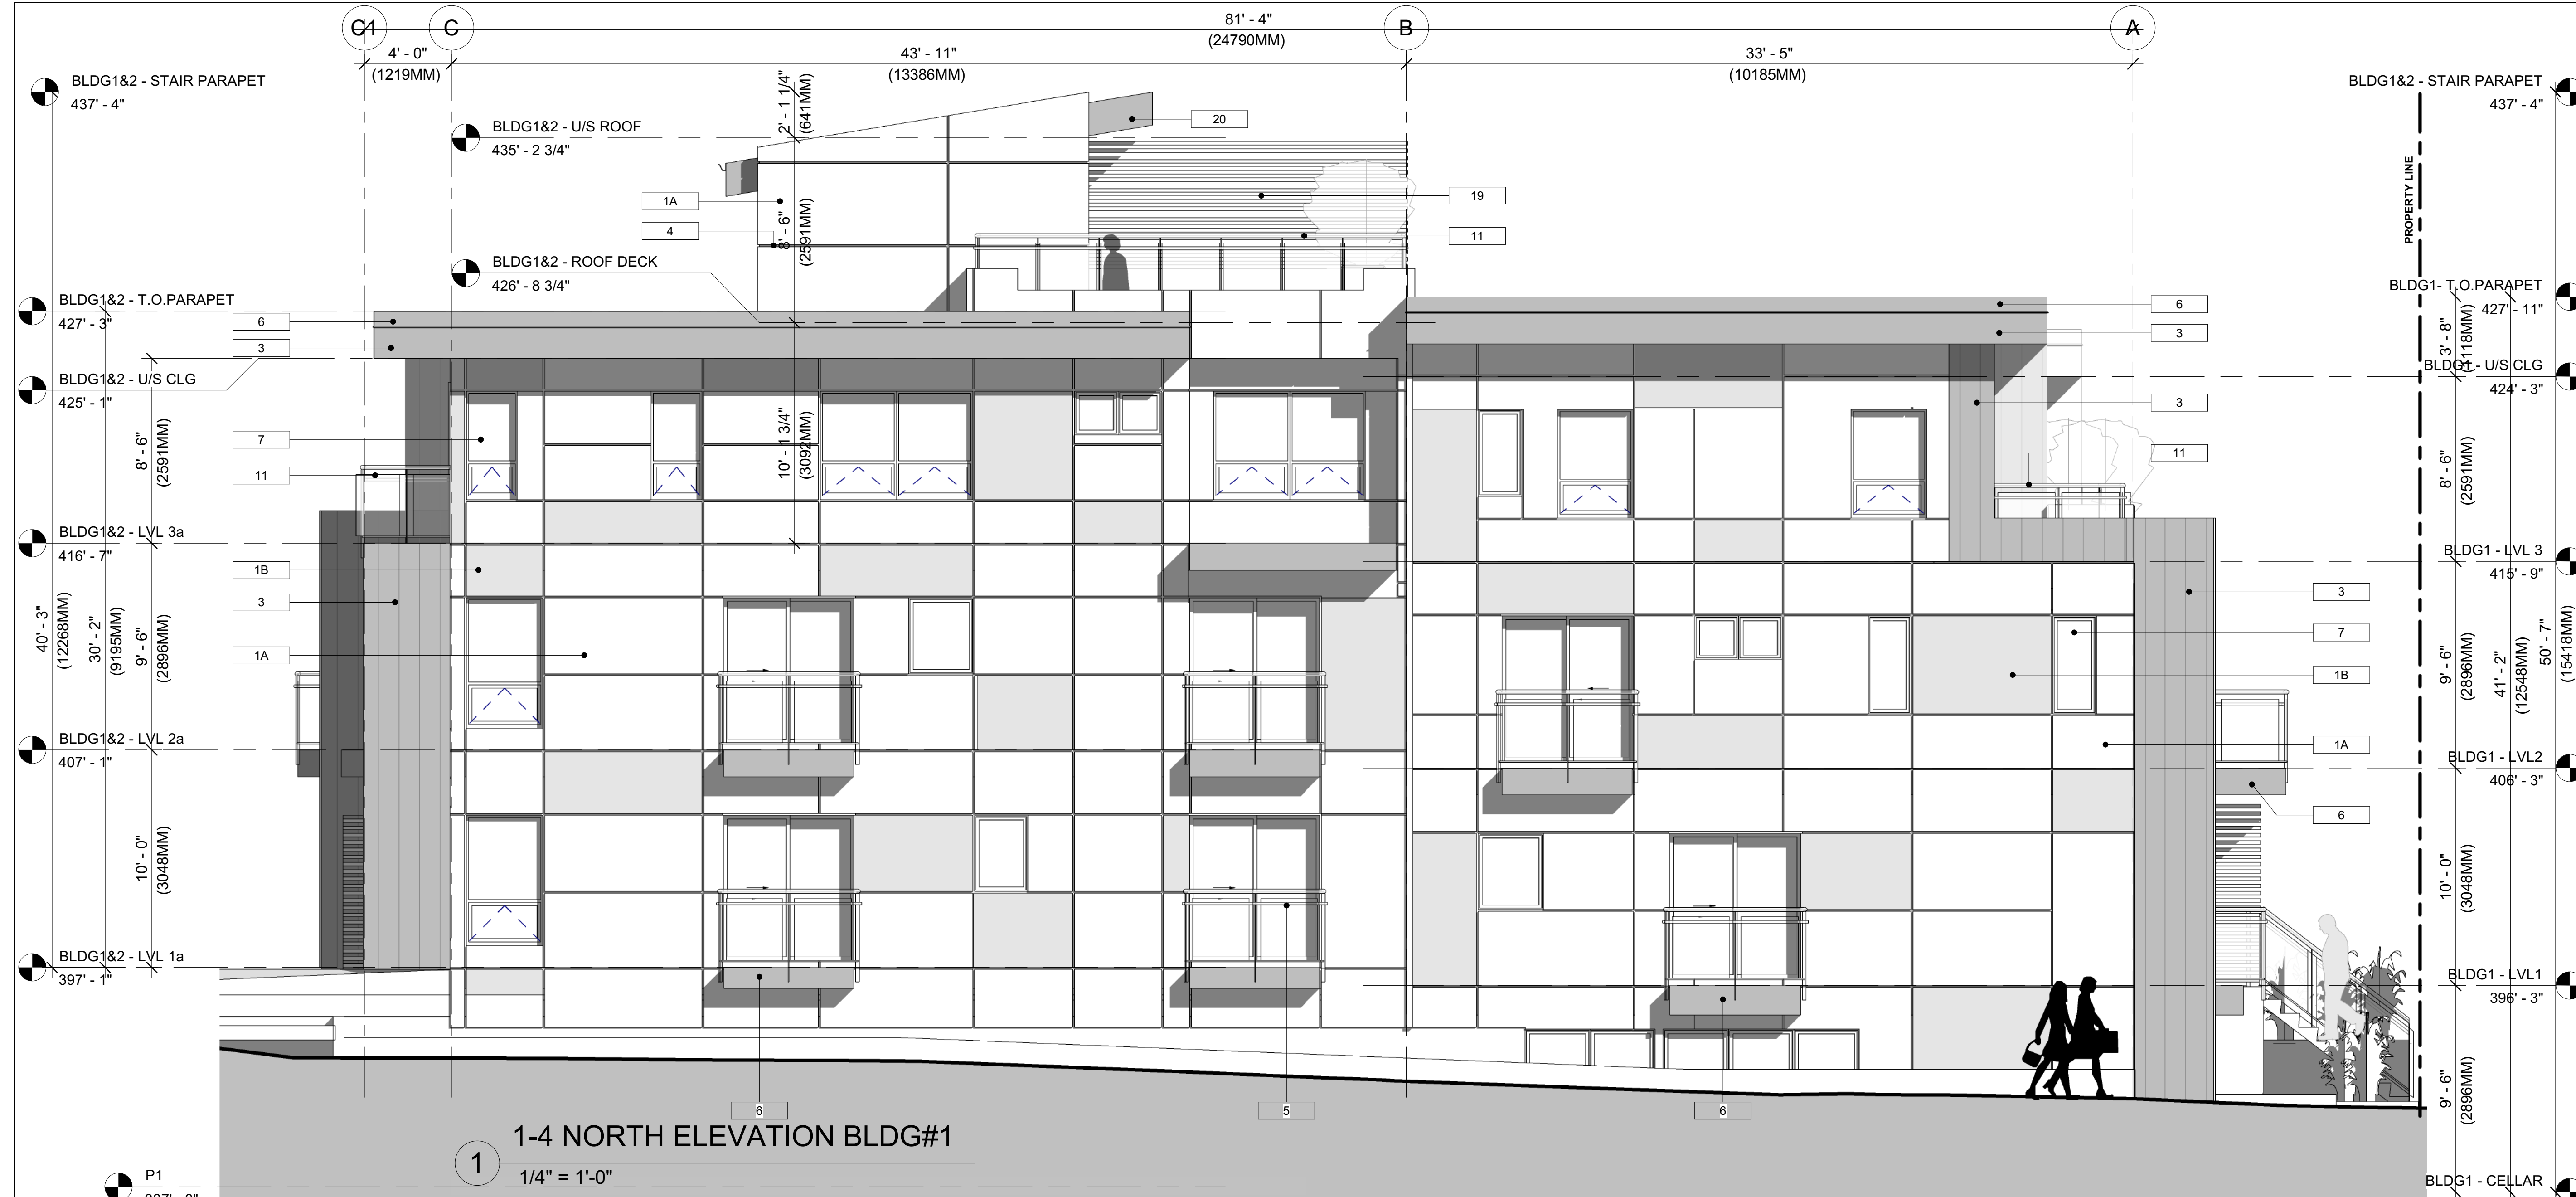 C1
C
B
A
81' - 4"
(24790MM)
4' - 0"
(1219MM)
43' - 11"
(13386MM)
33' - 5"
(10185MM)
BLDG1&2 - STAIR PARAPET
437' - 4"
BLDG1&2 - STAIR PARAPET
437' - 4"
2' - 1 1/4"
(641MM)
BLDG1&2 - U/S ROOF
435' - 2 3/4"
20
PROPERTY LINE
1A
19
4
8' - 6"
(2591MM)
11
BLDG1&2 - ROOF DECK
426' - 8 3/4"
BLDG1&2 - T.O.PARAPET
427' - 3"
BLDG1- T.O.PARAPET
427' - 11"
6
6
3
3
3' - 8"
(1118MM)
BLDG1&2 - U/S CLG
425' - 1"
BLDG1 - U/S CLG
424' - 3"
3
7
11
11
8' - 6"
(2591MM)
10' - 1 3/4"
(3092MM)
8' - 6"
(2591MM)
BLDG1&2 - LVL 3a
416' - 7"
BLDG1 - LVL 3
415' - 9"
1B
3
3
7
1A
1B
1A
40' - 3"
(12268MM)
30' - 2"
(9195MM)
9' - 6"
(2896MM)
9' - 6"
(2896MM)
41' - 2"
(12548MM)
50' - 7"
(15418MM)
BLDG1&2 - LVL 2a
407' - 1"
BLDG1 - LVL2
406' - 3"
6
10' - 0"
(3048MM)
10' - 0"
(3048MM)
BLDG1&2 - LVL 1a
397' - 1"
BLDG1 - LVL1
396' - 3"
9' - 6"
(2896MM)
6
5
6
1
1-4 NORTH ELEVATION BLDG#1
1/4" = 1'-0"
P1
BLDG1 - CELLAR